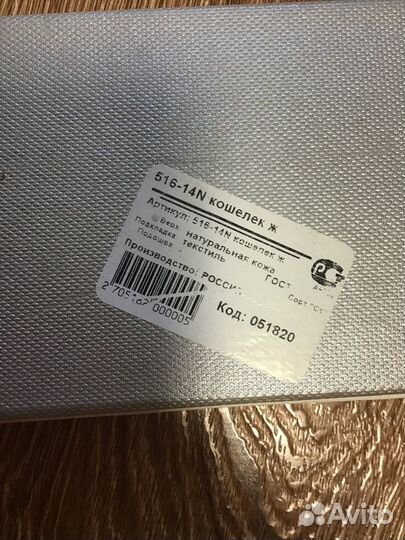 516-14N кошелек ж
Артикул: 516-14N кошелек ж
Верх натуральная кожа
Подкладка текстиль
Подошва
ГОСТ
Производство: РОССИЯ
Код: 051820
Avito